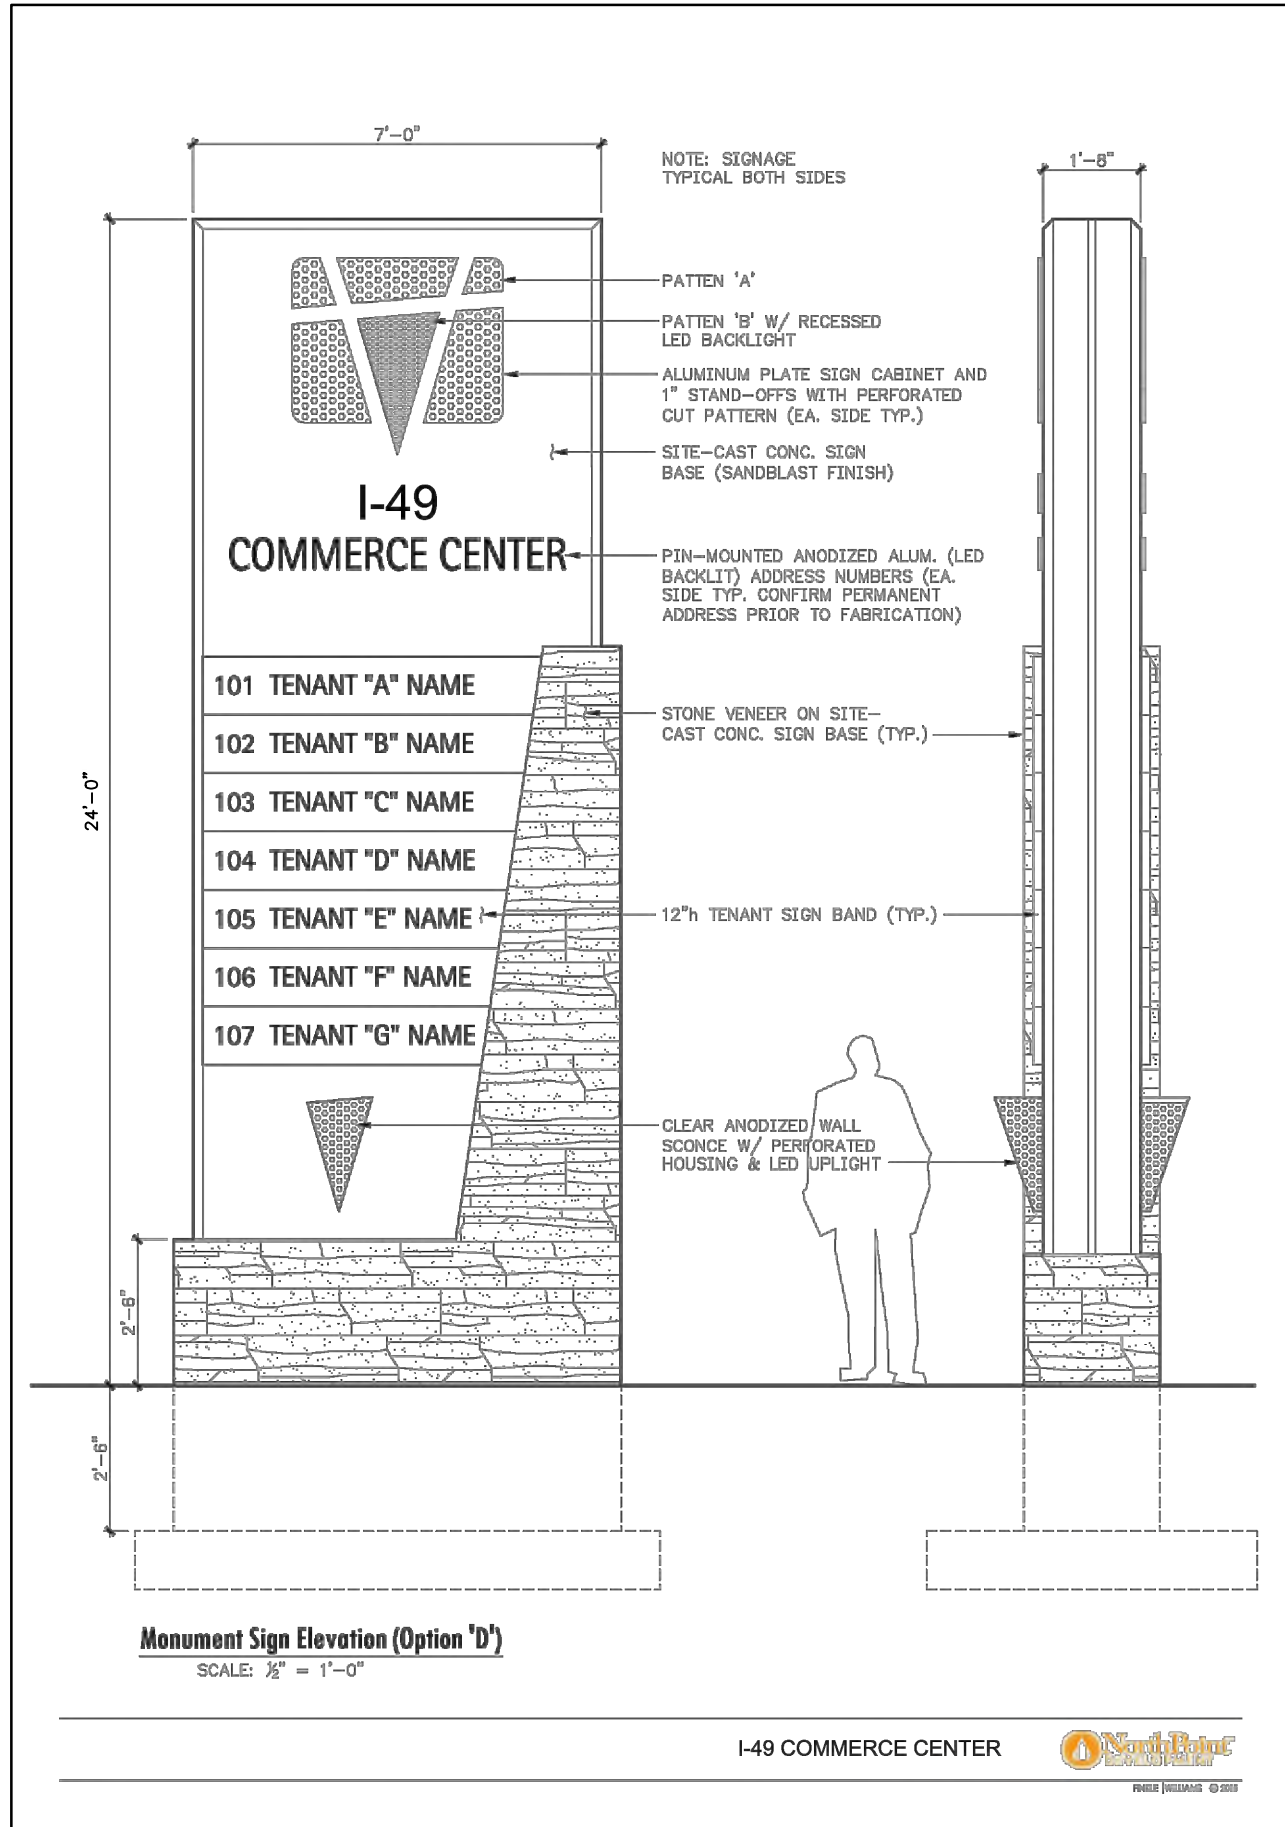 7'-0"
NOTE: SIGNAGE
TYPICAL BOTH SIDES
1'-8"
PATTEN 'A'
PATTEN 'B' W/ RECESSED
LED BACKLIGHT
ALUMINUM PLATE SIGN CABINET AND
1" STAND-OFFS WITH PERFORATED
CUT PATTERN (EA. SIDE TYP.)
SITE-CAST CONC. SIGN
BASE (SANDBLAST FINISH)
I-49
COMMERCE CENTER
PIN-MOUNTED ANODIZED ALUM. (LED
BACKLIT) ADDRESS NUMBERS (EA.
SIDE TYP. CONFIRM PERMANENT
ADDRESS PRIOR TO FABRICATION)
101 TENANT "A" NAME
102 TENANT "B" NAME
103 TENANT "C" NAME
104 TENANT "D" NAME
105 TENANT "E" NAME
106 TENANT "F" NAME
107 TENANT "G" NAME
STONE VENEER ON SITE-
CAST CONC. SIGN BASE (TYP.)
24'-0"
12"h TENANT SIGN BAND (TYP.)
CLEAR ANODIZED WALL
SCONCE W/ PERFORATED
HOUSING & LED UPLIGHT
2'-6"
2'-6"
Monument Sign Elevation (Option 'D')
SCALE: ½" = 1'-0"
I-49 COMMERCE CENTER
NorthPoint
FINKLE | WILLIAMS ©